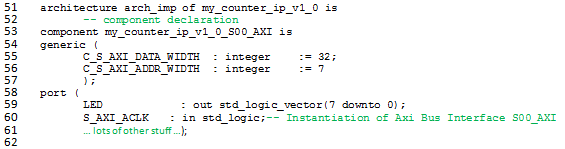 51 architecture arch_imp of my_counter_ip_v1_0 is
52 -- component declaration
53 component my_counter_ip_v1_0_S00_AXI is
54 generic (
55 C_S_AXI_DATA_WIDTH : integer := 32;
56 C_S_AXI_ADDR_WIDTH : integer := 7
57 );
58 port (
59 LED : out std_logic_vector(7 downto 0);
60 S_AXI_ACLK : in std_logic;-- Instantiation of Axi Bus Interface S00_AXI
61 ... lots of other stuff ...);
62